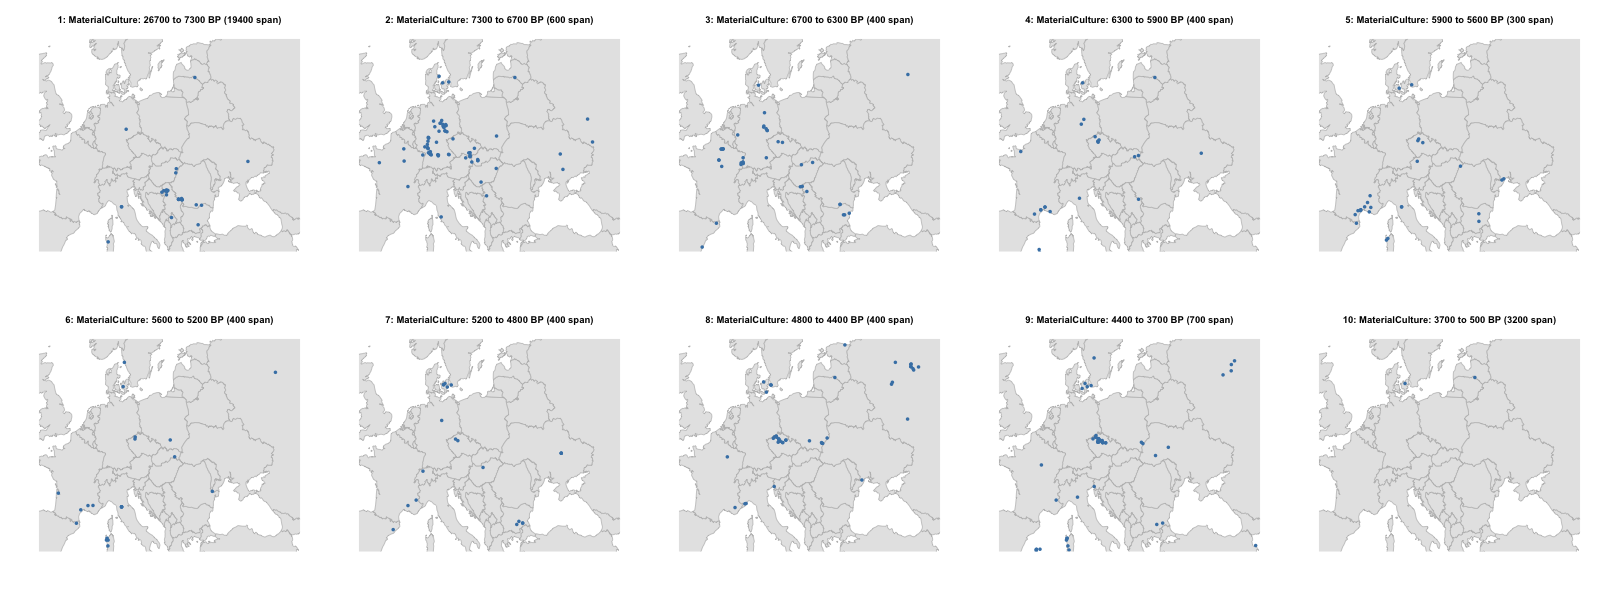 1: MaterialCulture: 26700 to 7300 BP (19400 span)
2: MaterialCulture: 7300 to 6700 BP (600 span)
3: MaterialCulture: 6700 to 6300 BP (400 span)
4: MaterialCulture: 6300 to 5900 BP (400 span)
5: MaterialCulture: 5900 to 5600 BP (300 span)
6: MaterialCulture: 5600 to 5200 BP (400 span)
7: MaterialCulture: 5200 to 4800 BP (400 span)
8: MaterialCulture: 4800 to 4400 BP (400 span)
9: MaterialCulture: 4400 to 3700 BP (700 span)
10: MaterialCulture: 3700 to 500 BP (3200 span)